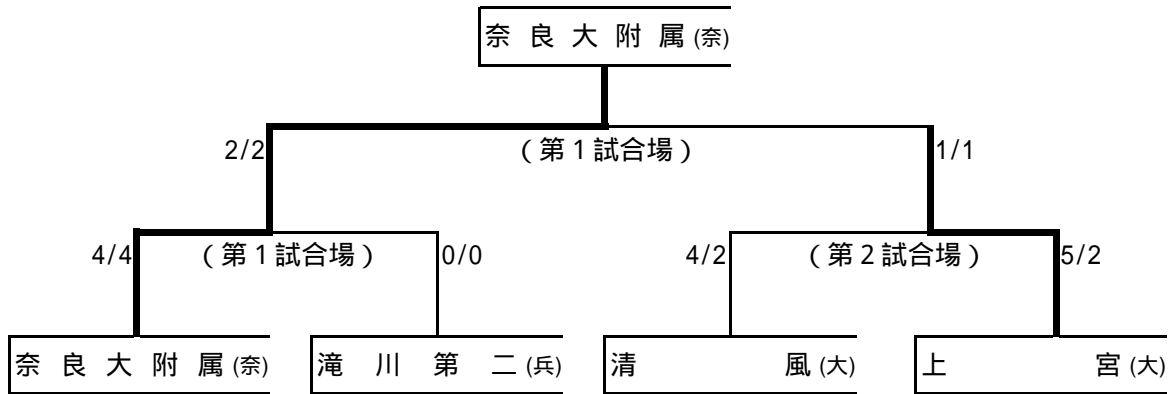 奈良大附属(奈)
2/2 (第1試合場) 1/1
4/4 (第1試合場) 0/0 4/2 (第2試合場) 5/2
奈良大附属(奈) 滝川第二(兵) 清風(大) 上宮(大)